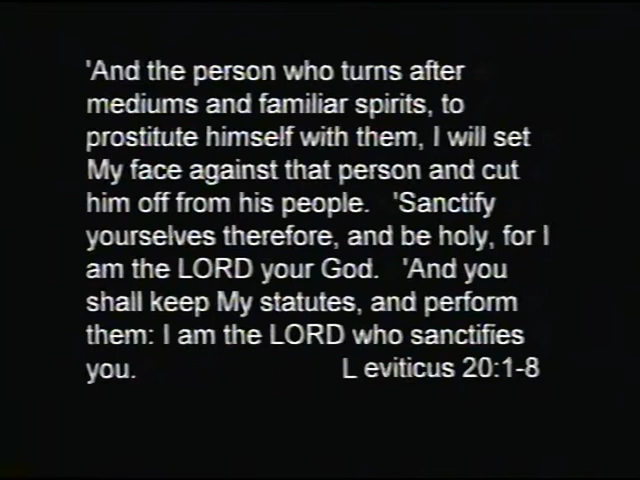 'And the person who turns after
mediums and familiar spirits, to
prostitute himself with them, I will set
My face against that person and cut
him off from his people.   'Sanctify
yourselves therefore, and be holy, for I
am the LORD your God.   'And you
shall keep My statutes, and perform
them: I am the LORD who sanctifies
you.                    L eviticus 20:1-8